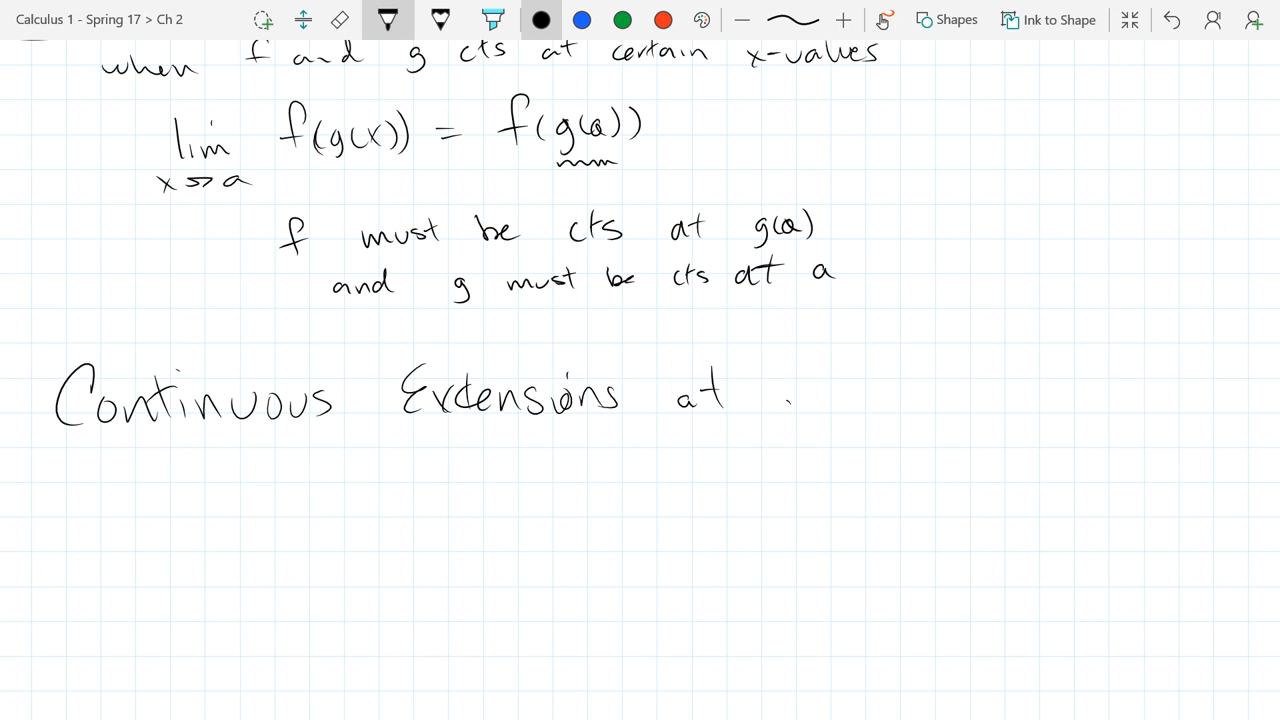 Calculus 1 - Spring 17 > Ch 2
Shapes
Ink to Shape
when f and g cts at certain x-values
lim f(g(x)) = f(g(a))
x→a
f must be cts at g(a)
and g must be cts at a
Continuous Extensions at